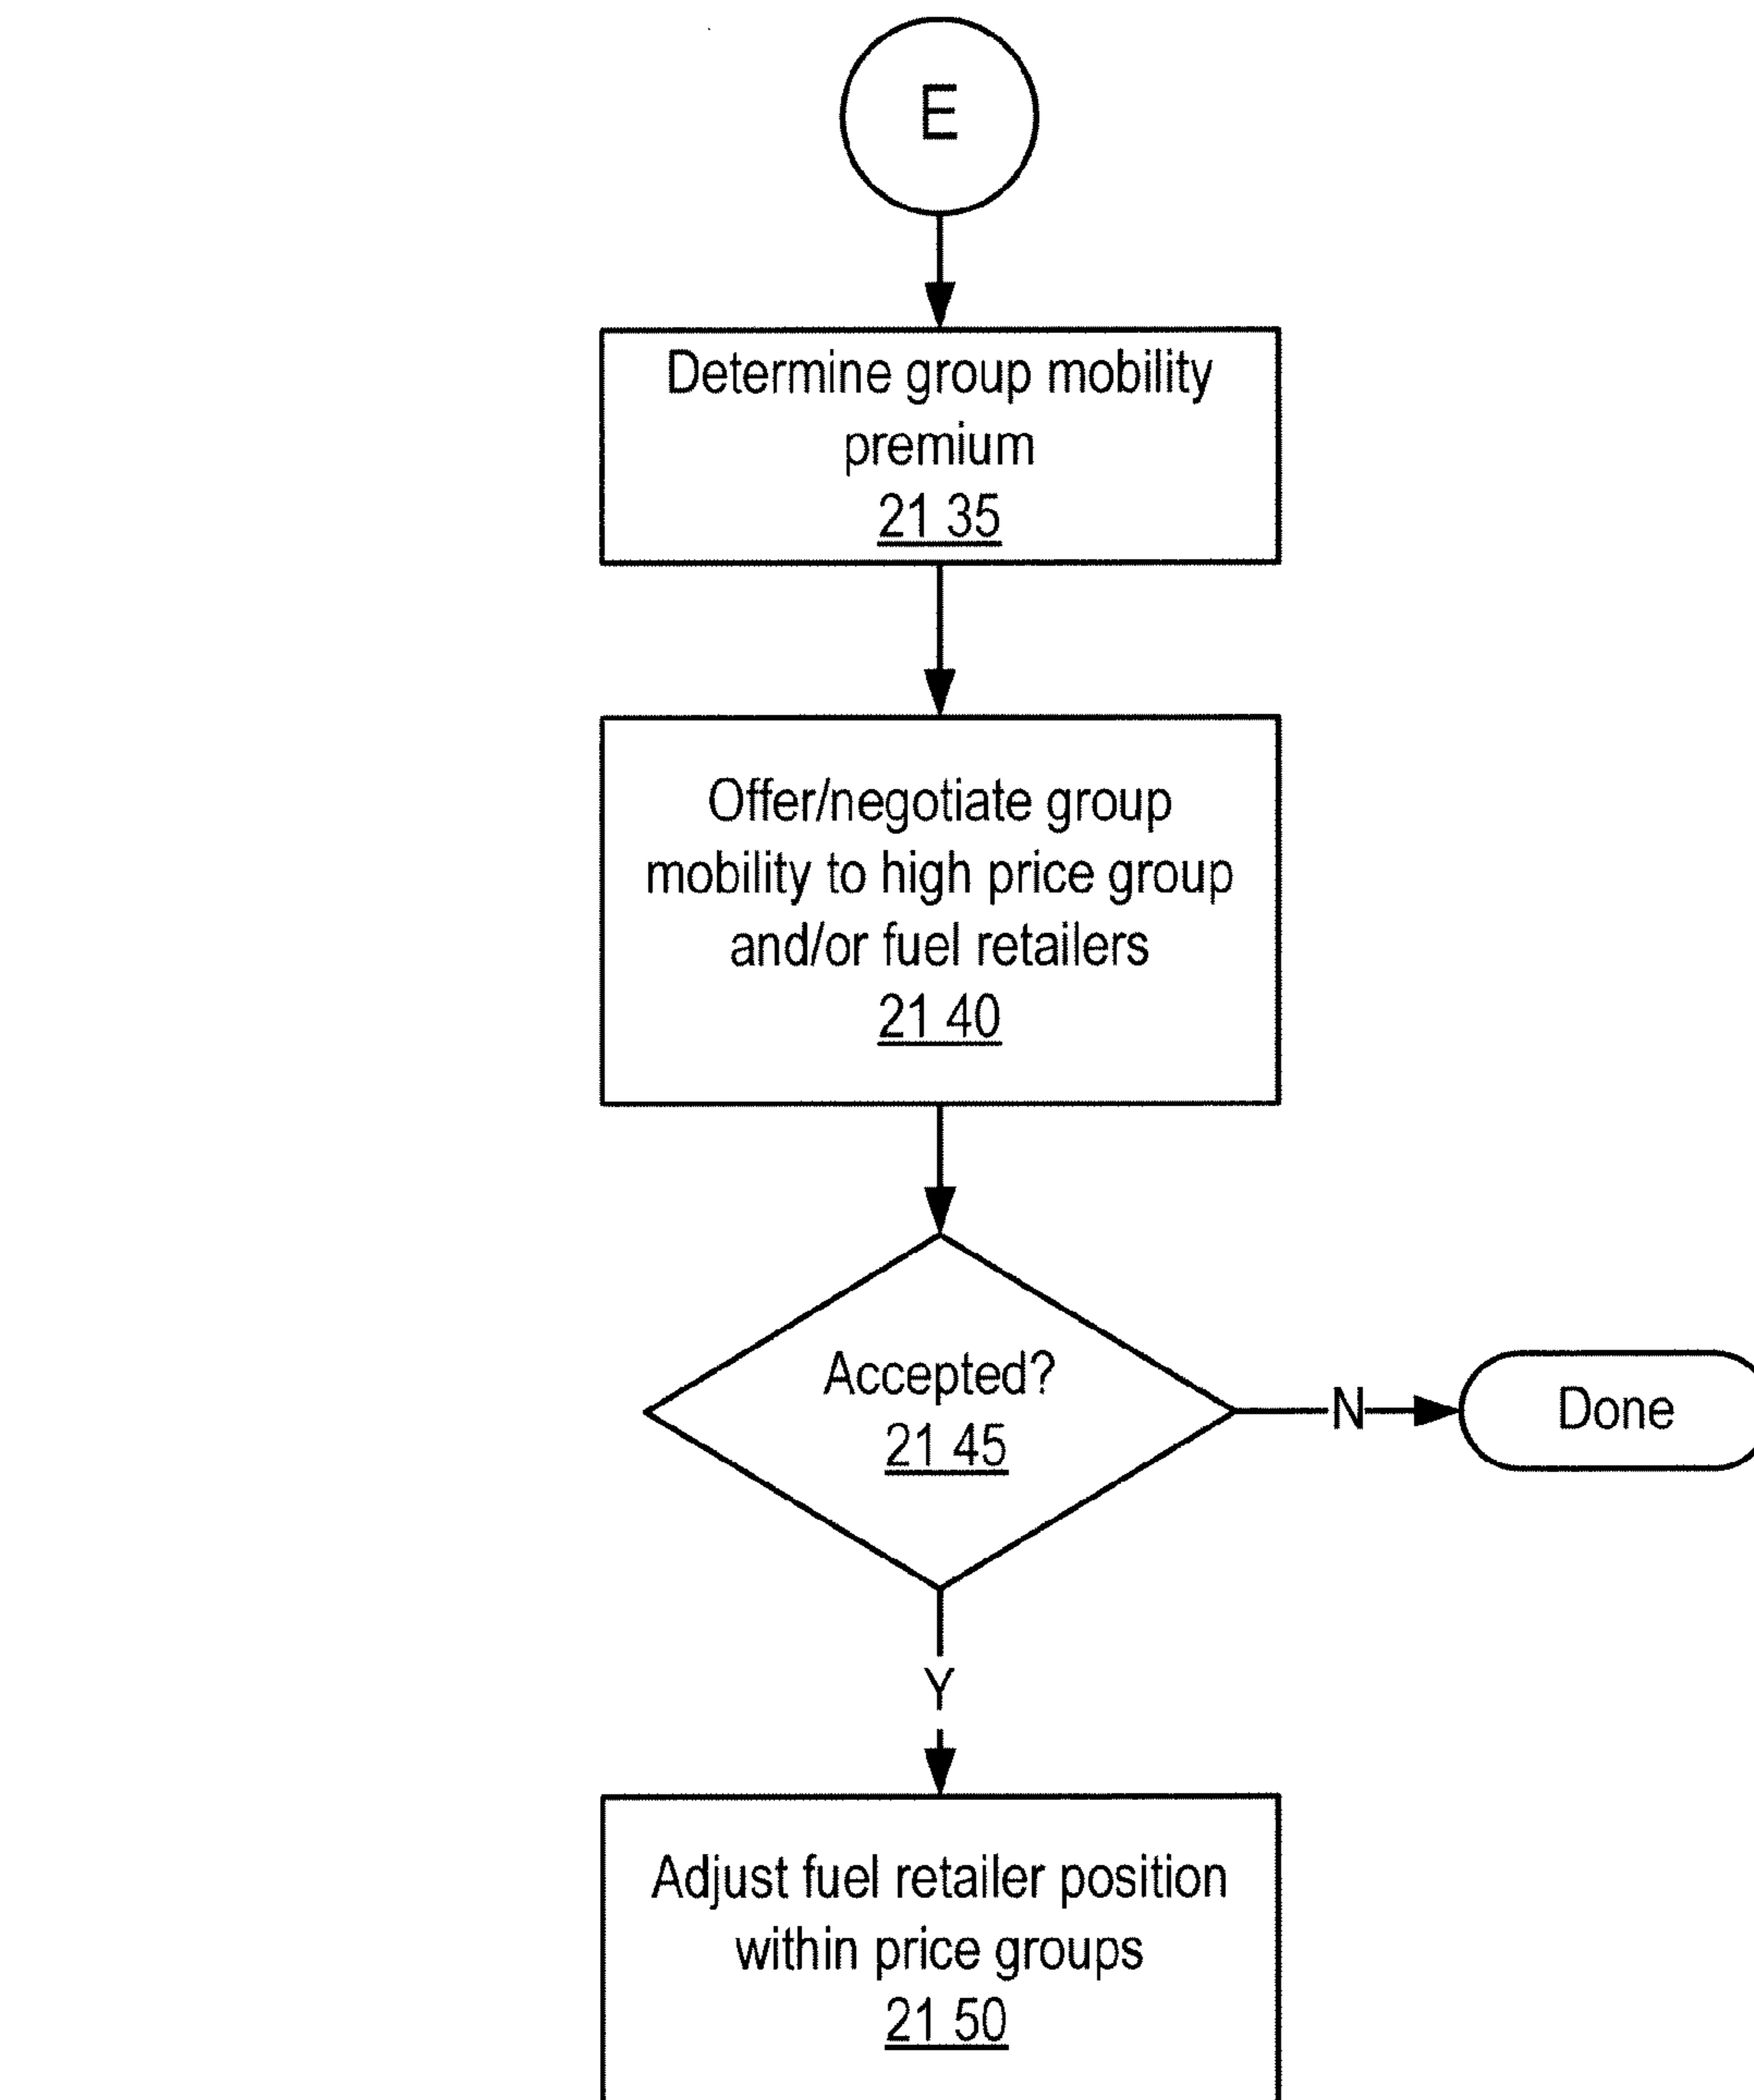 E
Determine group mobility
premium
21 35
Offer/negotiate group
mobility to high price group
and/or fuel retailers
21 40
Accepted?
21 45
N
Done
Y
Adjust fuel retailer position
within price groups
21 50